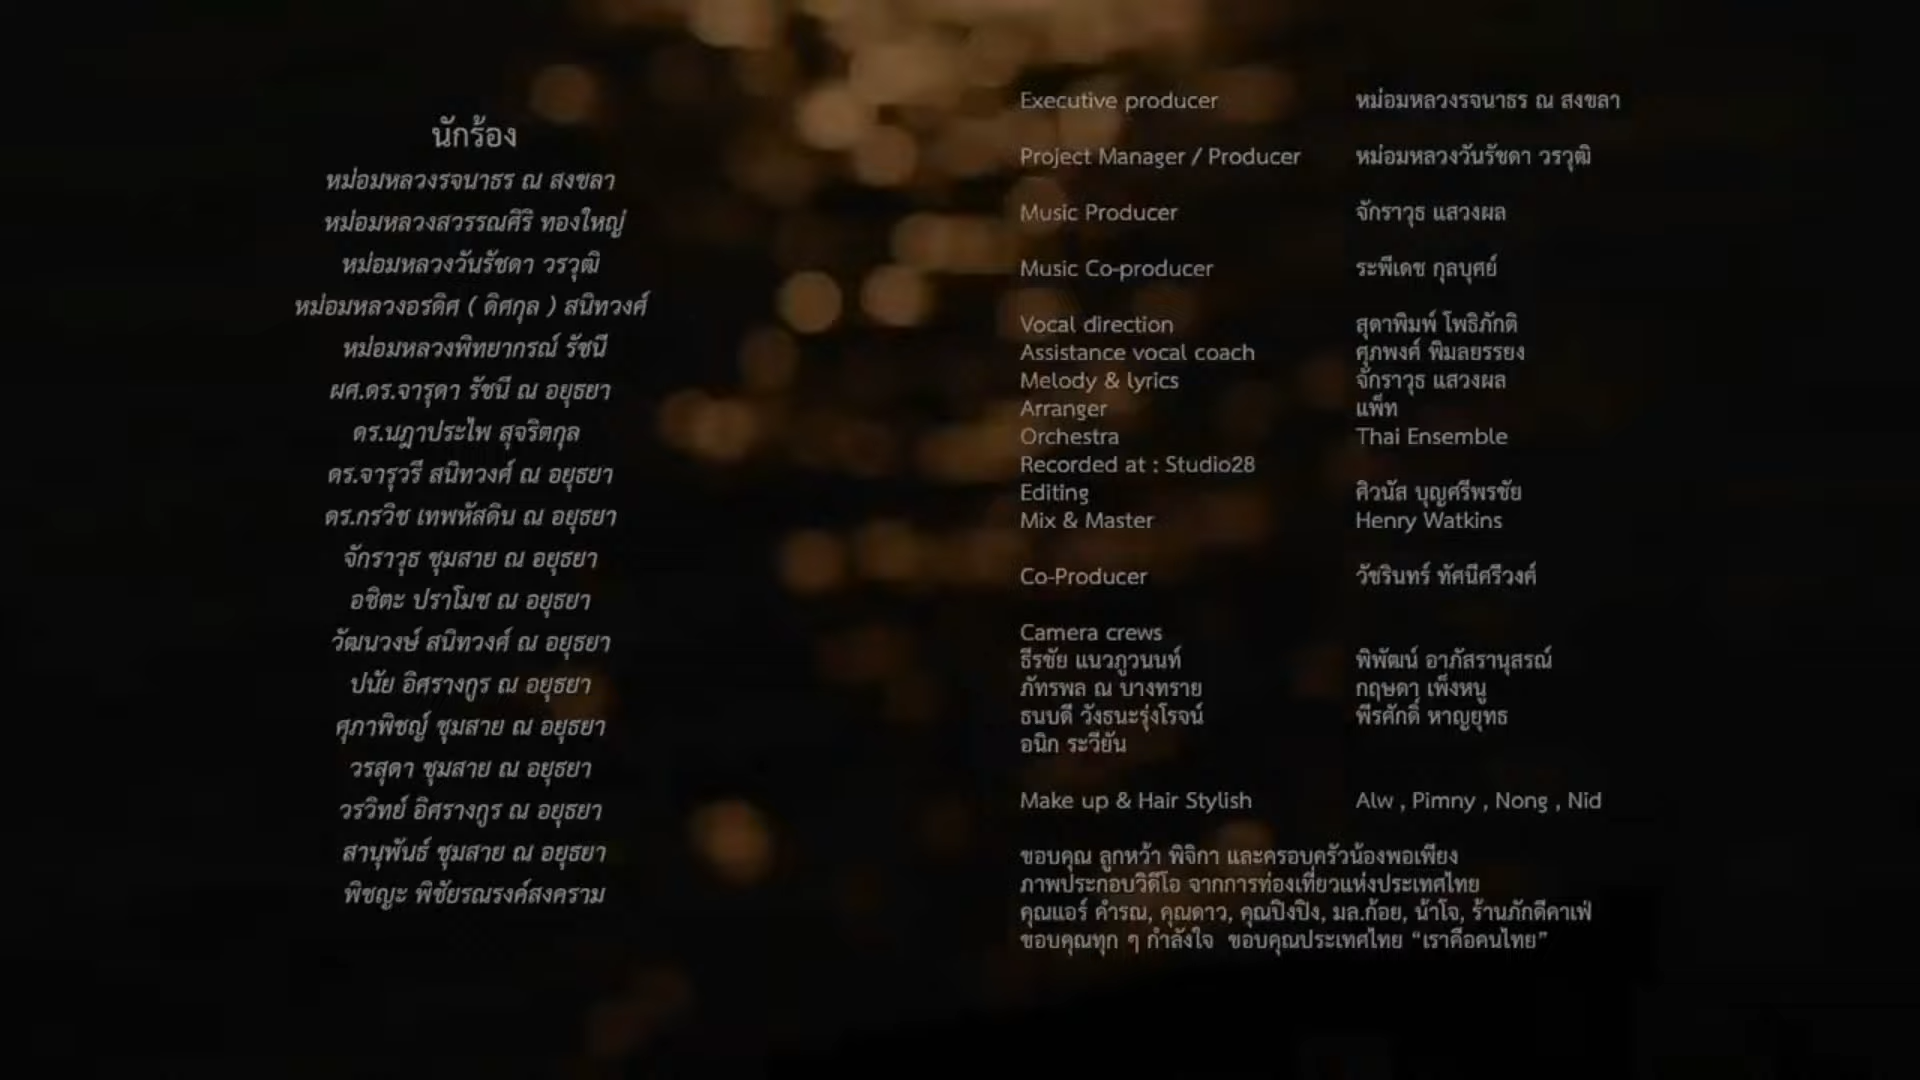 นักร้อง
หม่อมหลวงรจนาธร ณ สงขลา
หม่อมหลวงสวรรณศิริ ทองใหญ่
หม่อมหลวงวันรัชดา วรวุฒิ
หม่อมหลวงอรดิศ ( ดิศกุล ) สนิทวงศ์
หม่อมหลวงพิทยากรณ์ รัชนี
ผศ.ดร.จารุดา รัชนี ณ อยุธยา
ดร.นฎาประไพ สุจริตกุล
ดร.จารุวรี สนิทวงศ์ ณ อยุธยา
ดร.กรวิช เทพหัสดิน ณ อยุธยา
จักราวุธ ชุมสาย ณ อยุธยา
อชิตะ ปราโมช ณ อยุธยา
วัฒนวงษ์ สนิทวงศ์ ณ อยุธยา
ปนัย อิศรางกูร ณ อยุธยา
ศุภาพิชญ์ ชุมสาย ณ อยุธยา
วรสุดา ชุมสาย ณ อยุธยา
วรวิทย์ อิศรางกูร ณ อยุธยา
สานุพันธ์ ชุมสาย ณ อยุธยา
พิชญะ พิชัยรณรงค์สงคราม
Executive producer หม่อมหลวงรจนาธร ณ สงขลา
Project Manager / Producer หม่อมหลวงวันรัชดา วรวุฒิ
Music Producer จักราวุธ แสวงผล
Music Co-producer ระพีเดช กุลบุศย์
Vocal direction สุดาพิมพ์ โพธิภักติ
Assistance vocal coach ศุภพงศ์ พิมลยรรยง
Melody & lyrics จักราวุธ แสวงผล
Arranger แพ็ท
Orchestra Thai Ensemble
Recorded at : Studio28
Editing ศิวนัส บุญศรีพรชัย
Mix & Master Henry Watkins
Co-Producer วัชรินทร์ ทัศนีศรีวงศ์
Camera crews
ธีรชัย แนวภูวนนท์ พิพัฒน์ อาภัสรานุสรณ์
ภัทรพล ณ บางทราย กฤษดา เพ็งหนู
ธนบดี วังธนะรุ่งโรจน์ พีรศักดิ์ หาญยุทธ
อนิก ระวียัน
Make up & Hair Stylish Alw , Pimny , Nong , Nid
ขอบคุณ ลูกหว้า พิจิกา และครอบครัวน้องพอเพียง
ภาพประกอบวิดีโอ จากการท่องเที่ยวแห่งประเทศไทย
คุณแอร์ คำรณ, คุณดาว, คุณปิงปิง, มล.ก้อย, น้าโจ, ร้านภักดีคาเฟ่
ขอบคุณทุก ๆ กำลังใจ ขอบคุณประเทศไทย “เราคือคนไทย”